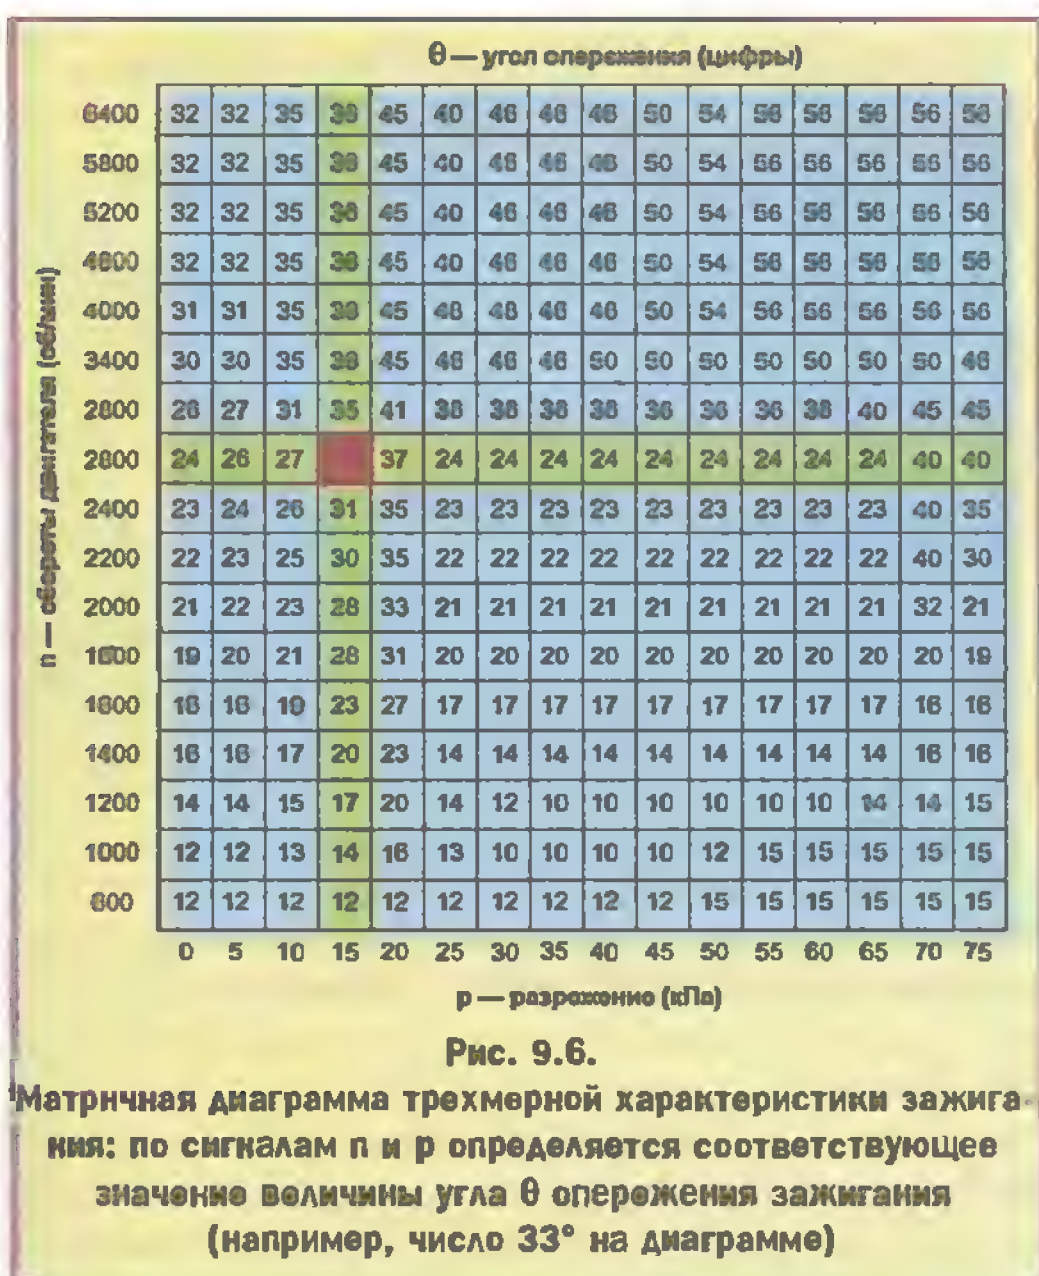 θ — угол опережения (цифры)
n — обороты двигателя (об/мин)
6400 32 32 35 38 45 40 46 46 46 50 54 56 56 56 56 56
5800 32 32 35 38 45 40 46 46 46 50 54 56 56 56 56 56
5200 32 32 35 38 45 40 46 46 46 50 54 56 56 56 56 56
4600 32 32 35 38 45 40 46 46 46 50 54 56 56 56 56 56
4000 31 31 35 38 45 46 46 46 46 50 54 56 56 56 56 56
3400 30 30 35 38 45 46 46 46 50 50 50 50 50 50 50 46
2800 26 27 31 35 41 36 36 36 36 36 36 36 36 40 45 45
2600 24 26 27 37 24 24 24 24 24 24 24 24 24 40 40
2400 23 24 26 31 35 23 23 23 23 23 23 23 23 23 40 35
2200 22 23 25 30 35 22 22 22 22 22 22 22 22 22 40 30
2000 21 22 23 28 33 21 21 21 21 21 21 21 21 21 32 21
19 20 21 28 31 20 20 20 20 20 20 20 20 20 20 19
1600 16 16 19 23 27 17 17 17 17 17 17 17 17 17 16 16
1400 16 16 17 20 23 14 14 14 14 14 14 14 14 14 16 16
1200 14 14 15 17 20 14 12 10 10 10 10 10 10 14 14 15
1000 12 12 13 14 16 13 10 10 10 10 12 15 15 15 15 15
12 12 12 12 12 12 12 12 12 12 15 15 15 15 15 15
0 5 10 15 20 25 30 35 40 45 50 55 60 65 70 75
p — разрежение (кПа)
Рис. 9.6.
Матричная диаграмма трехмерной характеристики зажига-
ния: по сигналам n и p определяется соответствующее
значение величины угла θ опережения зажигания
(например, число 33° на диаграмме)